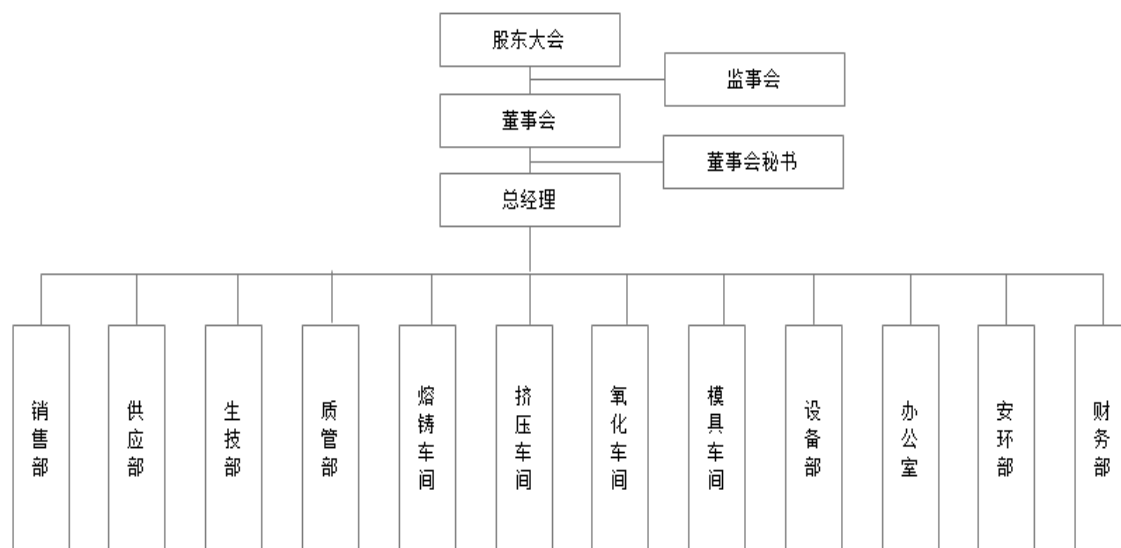 股东大会
监事会
董事会
董事会秘书
总经理
销售部
供应部
生技部
质管部
熔铸车间
挤压车间
氧化车间
模具车间
设备部
办公室
安环部
财务部